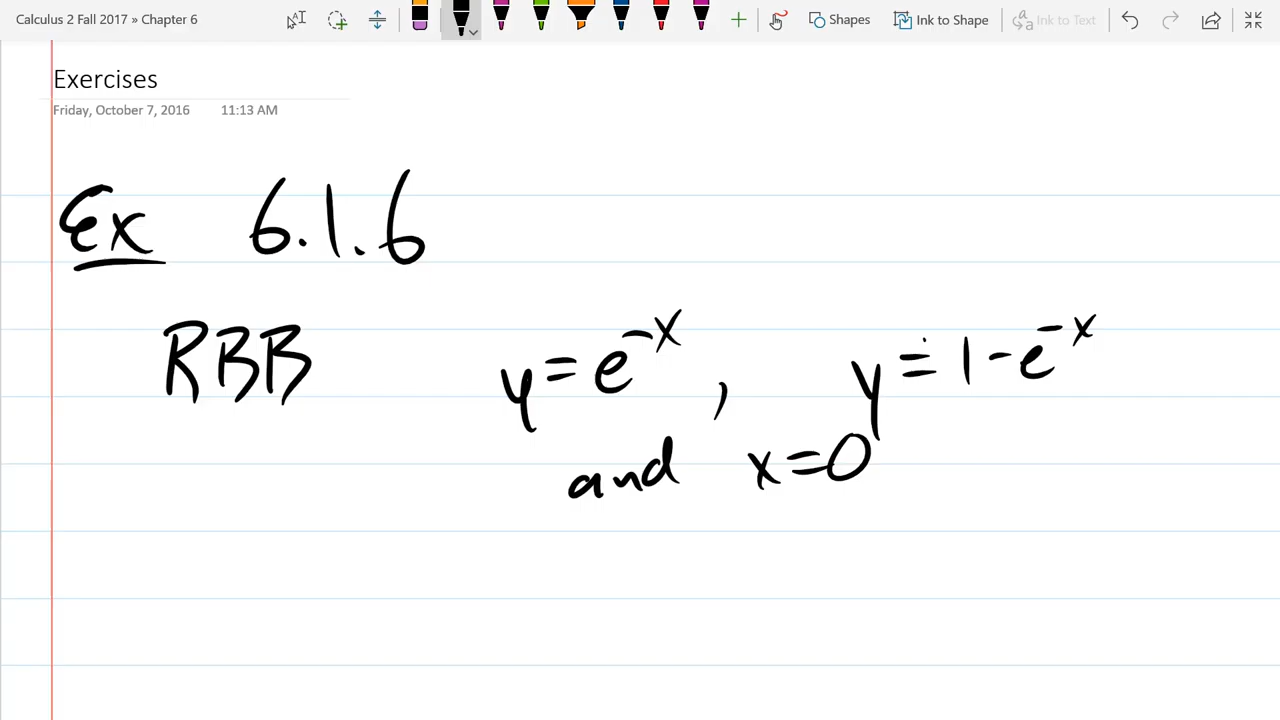 Calculus 2 Fall 2017 » Chapter 6
Shapes
Ink to Shape
Ink to Text
Exercises
Friday, October 7, 2016 11:13 AM
Ex 6.1.6
RBB y = e^{-x}, y = 1 - e^{-x}
and x = 0